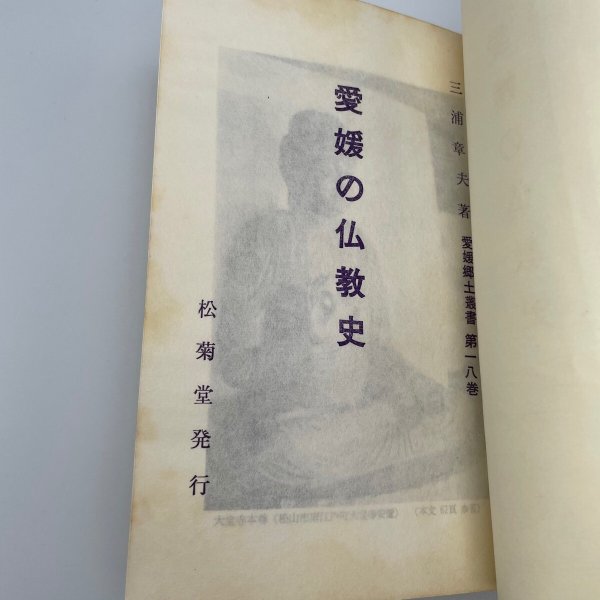 三浦章夫著
愛媛郷土叢書 第一八巻
愛媛の仏教史
松菊堂発行